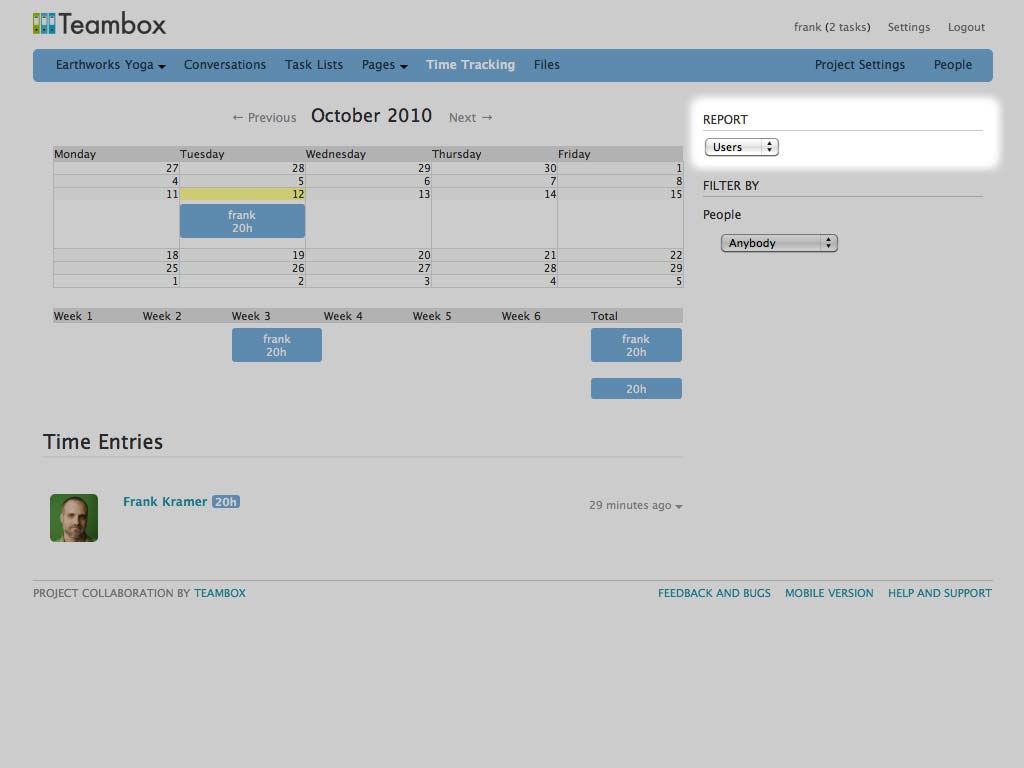 Teambox
frank (2 tasks) Settings Logout
Earthworks Yoga Conversations Task Lists Pages Time Tracking Files Project Settings People
← Previous October 2010 Next →
Monday Tuesday Wednesday Thursday Friday
27 28 29 30 1
4 5 6 7 8
11 12 13 14 15
frank
20h
18 19 20 21 22
25 26 27 28 29
1 2 3 4 5
Week 1 Week 2 Week 3 Week 4 Week 5 Week 6 Total
frank frank
20h 20h
20h
REPORT
Users
FILTER BY
People
Anybody
Time Entries
Frank Kramer 20h 29 minutes ago
PROJECT COLLABORATION BY TEAMBOX FEEDBACK AND BUGS MOBILE VERSION HELP AND SUPPORT